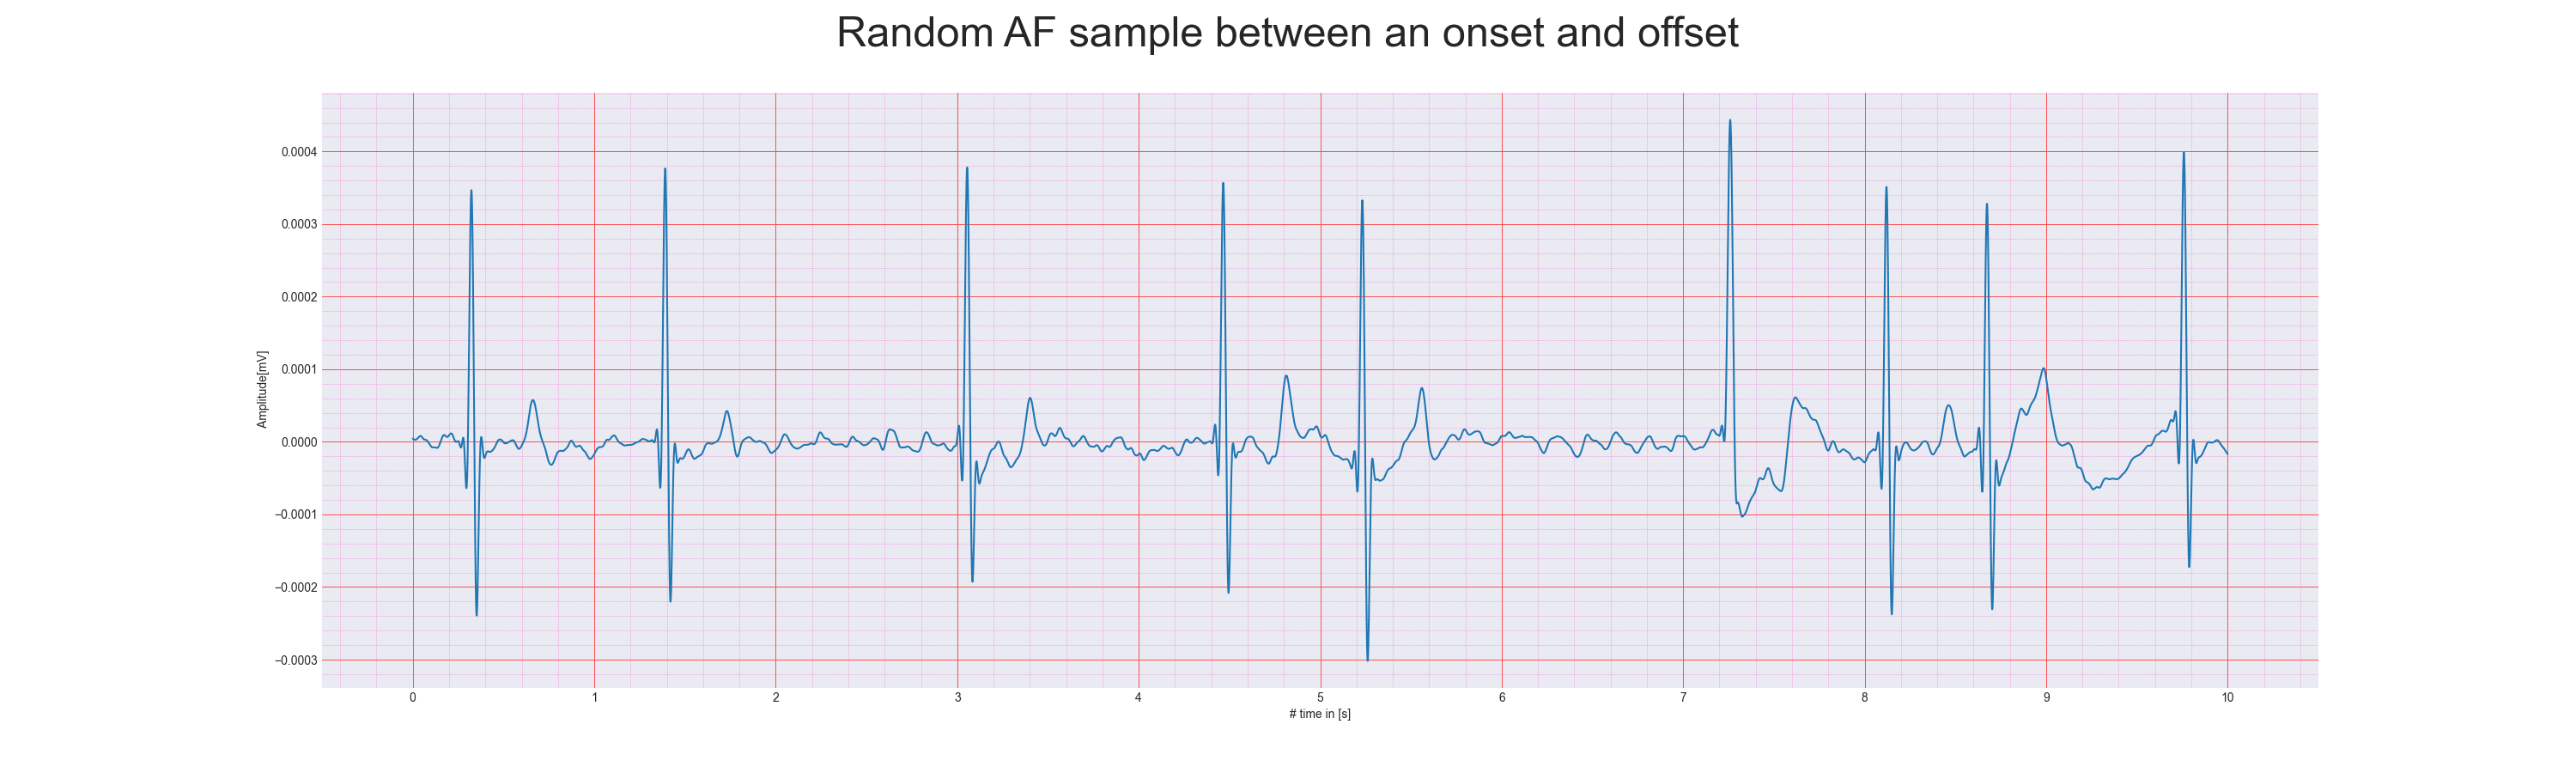 Random AF sample between an onset and offset
Amplitude[mV]
0.0004
0.0003
0.0002
0.0001
0.0000
−0.0001
−0.0002
−0.0003
0 1 2 3 4 5 6 7 8 9 10
# time in [s]